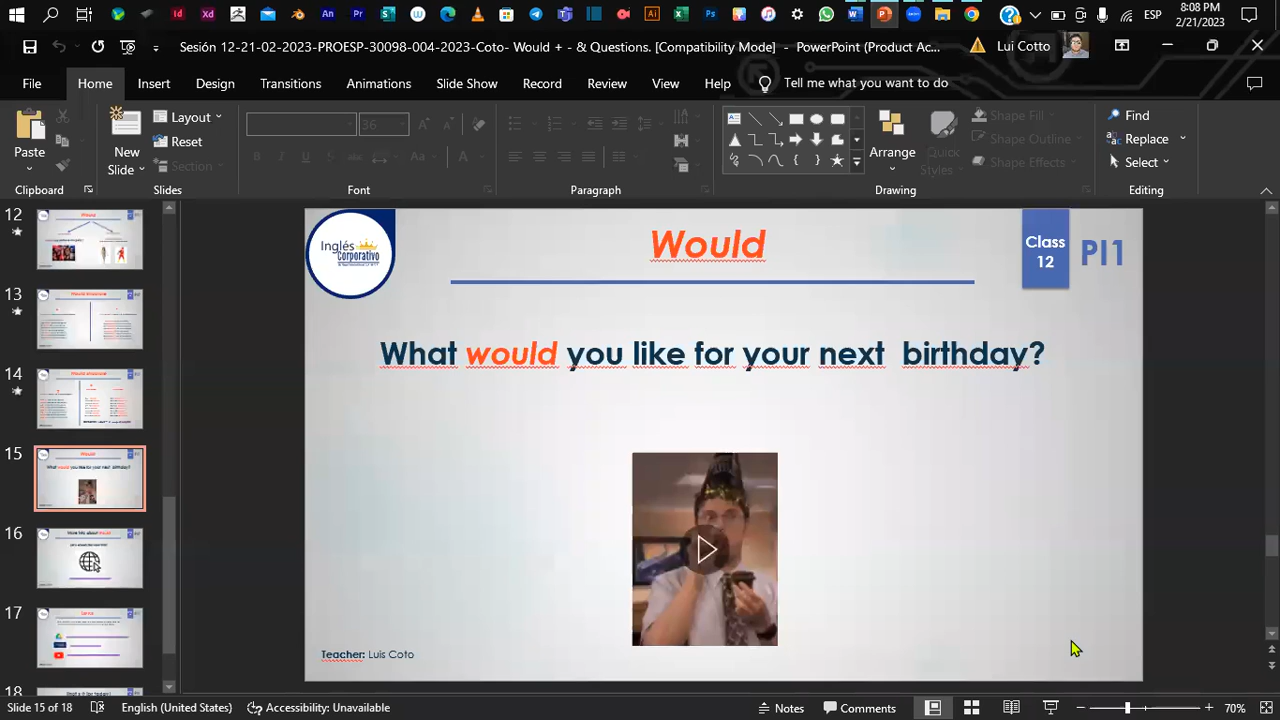 8:08 PM
ESP
2/21/2023
Sesión 12-21-02-2023-PROESP-30098-004-2023-Coto- Would + - & Questions. [Compatibility Mode] - PowerPoint (Product Ac...
Lui Cotto
File Home Insert Design Transitions Animations Slide Show Record Review View Help Tell me what you want to do
Paste
New Slide
Layout
Reset
Section
36
Arrange
Quick Styles
Shape Fill
Shape Outline
Shape Effects
Find
Replace
Select
Clipboard Slides Font Paragraph Drawing Editing
12
13
14
15
16
17
18
Inglés
Corporativo
Would
Class
12
PI1
What would you like for your next birthday?
Teacher: Luis Coto
Slide 15 of 18 English (United States) Accessibility: Unavailable Notes Comments 70%